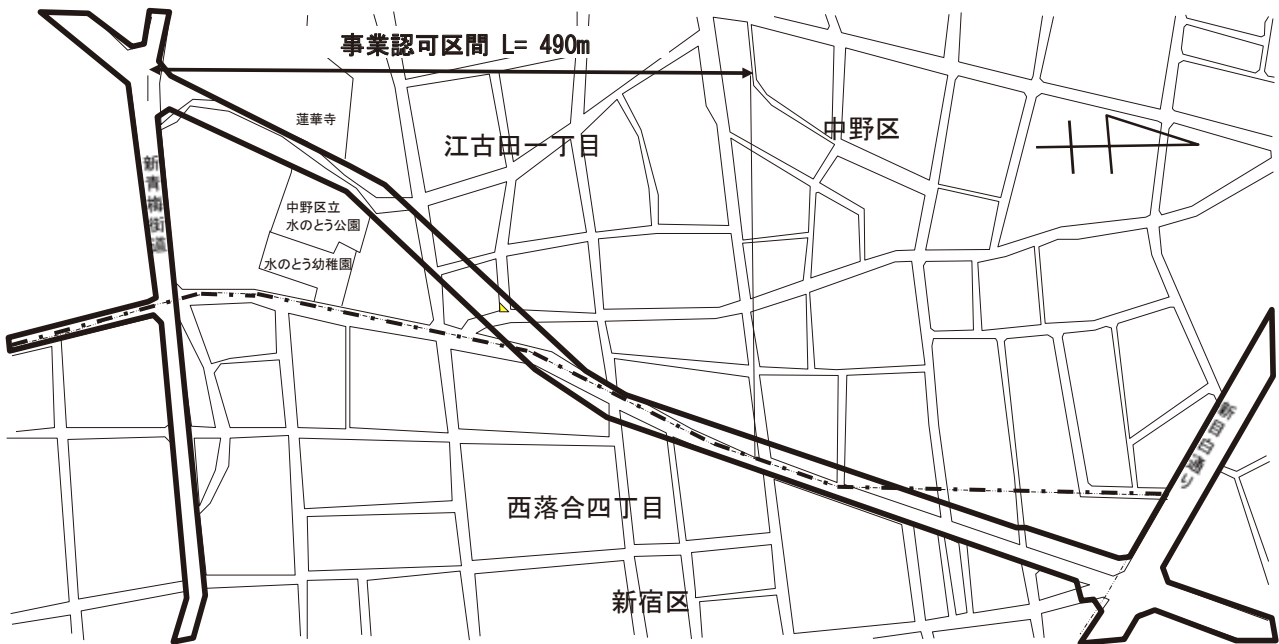 事業認可区間 L= 490m
蓮華寺
江古田一丁目
中野区
新青梅街道
中野区立
水のとう公園
水のとう幼稚園
新目白通り
西落合四丁目
新宿区